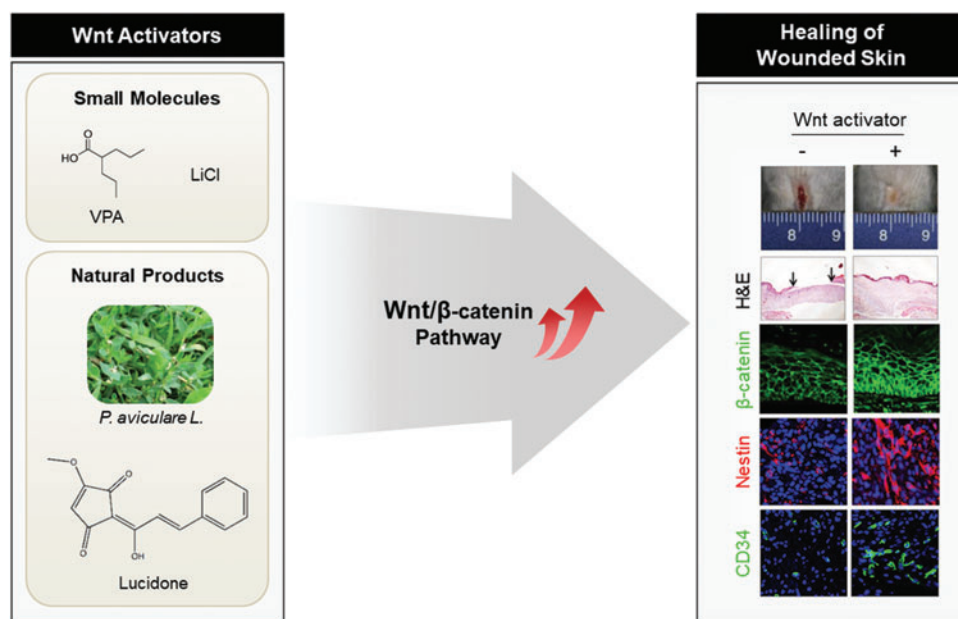 Wnt Activators
Small Molecules
O
HO
VPA
LiCl
Natural Products
P. aviculare L.
O
O
O
OH
Lucidone
Wnt/β-catenin
Pathway
Healing of
Wounded Skin
Wnt activator
- +
8 9 8 9
H&E
β-catenin
Nestin
CD34